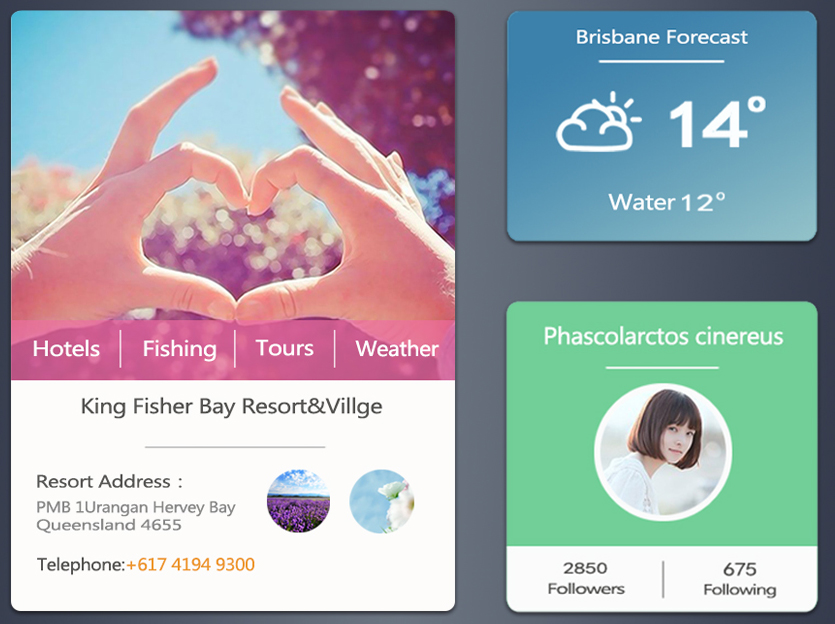 Hotels
Fishing
Tours
Weather
King Fisher Bay Resort&Villge
Resort Address :
PMB 1Urangan Hervey Bay
Queensland 4655
Telephone:+617 4194 9300
Brisbane Forecast
14°
Water 12°
Phascolarctos cinereus
2850
Followers
675
Following